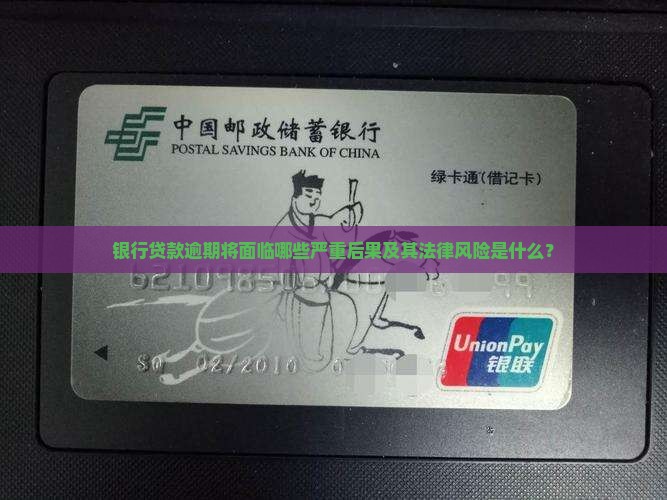 中国邮政储蓄银行
POSTAL SAVINGS BANK OF CHINA
绿卡通(借记卡)
银行贷款逾期将面临哪些严重后果及其法律风险是什么？
UnionPay
银联